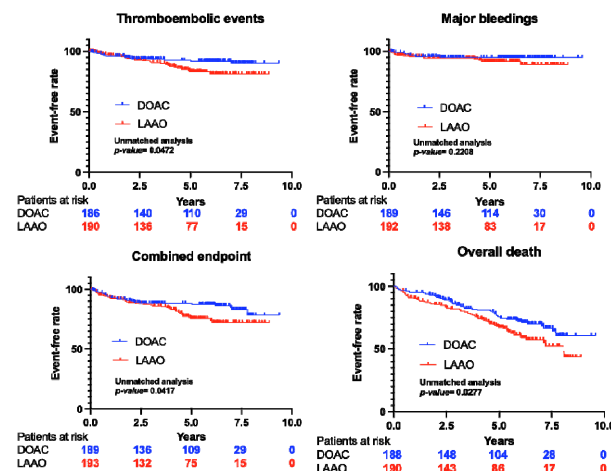 Thromboembolic events
Event-free rate
100
50
0
DOAC
LAAO
Unmatched analysis
p-value= 0.0472
0.0 2.5 5.0 7.5 10.0
Years
Patients at risk
DOAC 186 140 110 29 0
LAAO 190 136 77 15 0
Major bleedings
Event-free rate
100
50
0
DOAC
LAAO
Unmatched analysis
p-value= 0.2208
0.0 2.5 5.0 7.5 10.0
Years
Patients at risk
DOAC 189 146 114 30 0
LAAO 192 138 83 17 0
Combined endpoint
Event-free rate
100
50
0
DOAC
LAAO
Unmatched analysis
p-value= 0.0417
0.0 2.5 5.0 7.5 10.0
Years
Patients at risk
DOAC 189 136 109 29 0
LAAO 193 132 75 15 0
Overall death
Event-free rate
100
50
0
DOAC
LAAO
Unmatched analysis
p-value= 0.0277
0.0 2.5 5.0 7.5 10.0
Years
Patients at risk
DOAC 188 148 104 28 0
LAAO 190 143 86 17 0